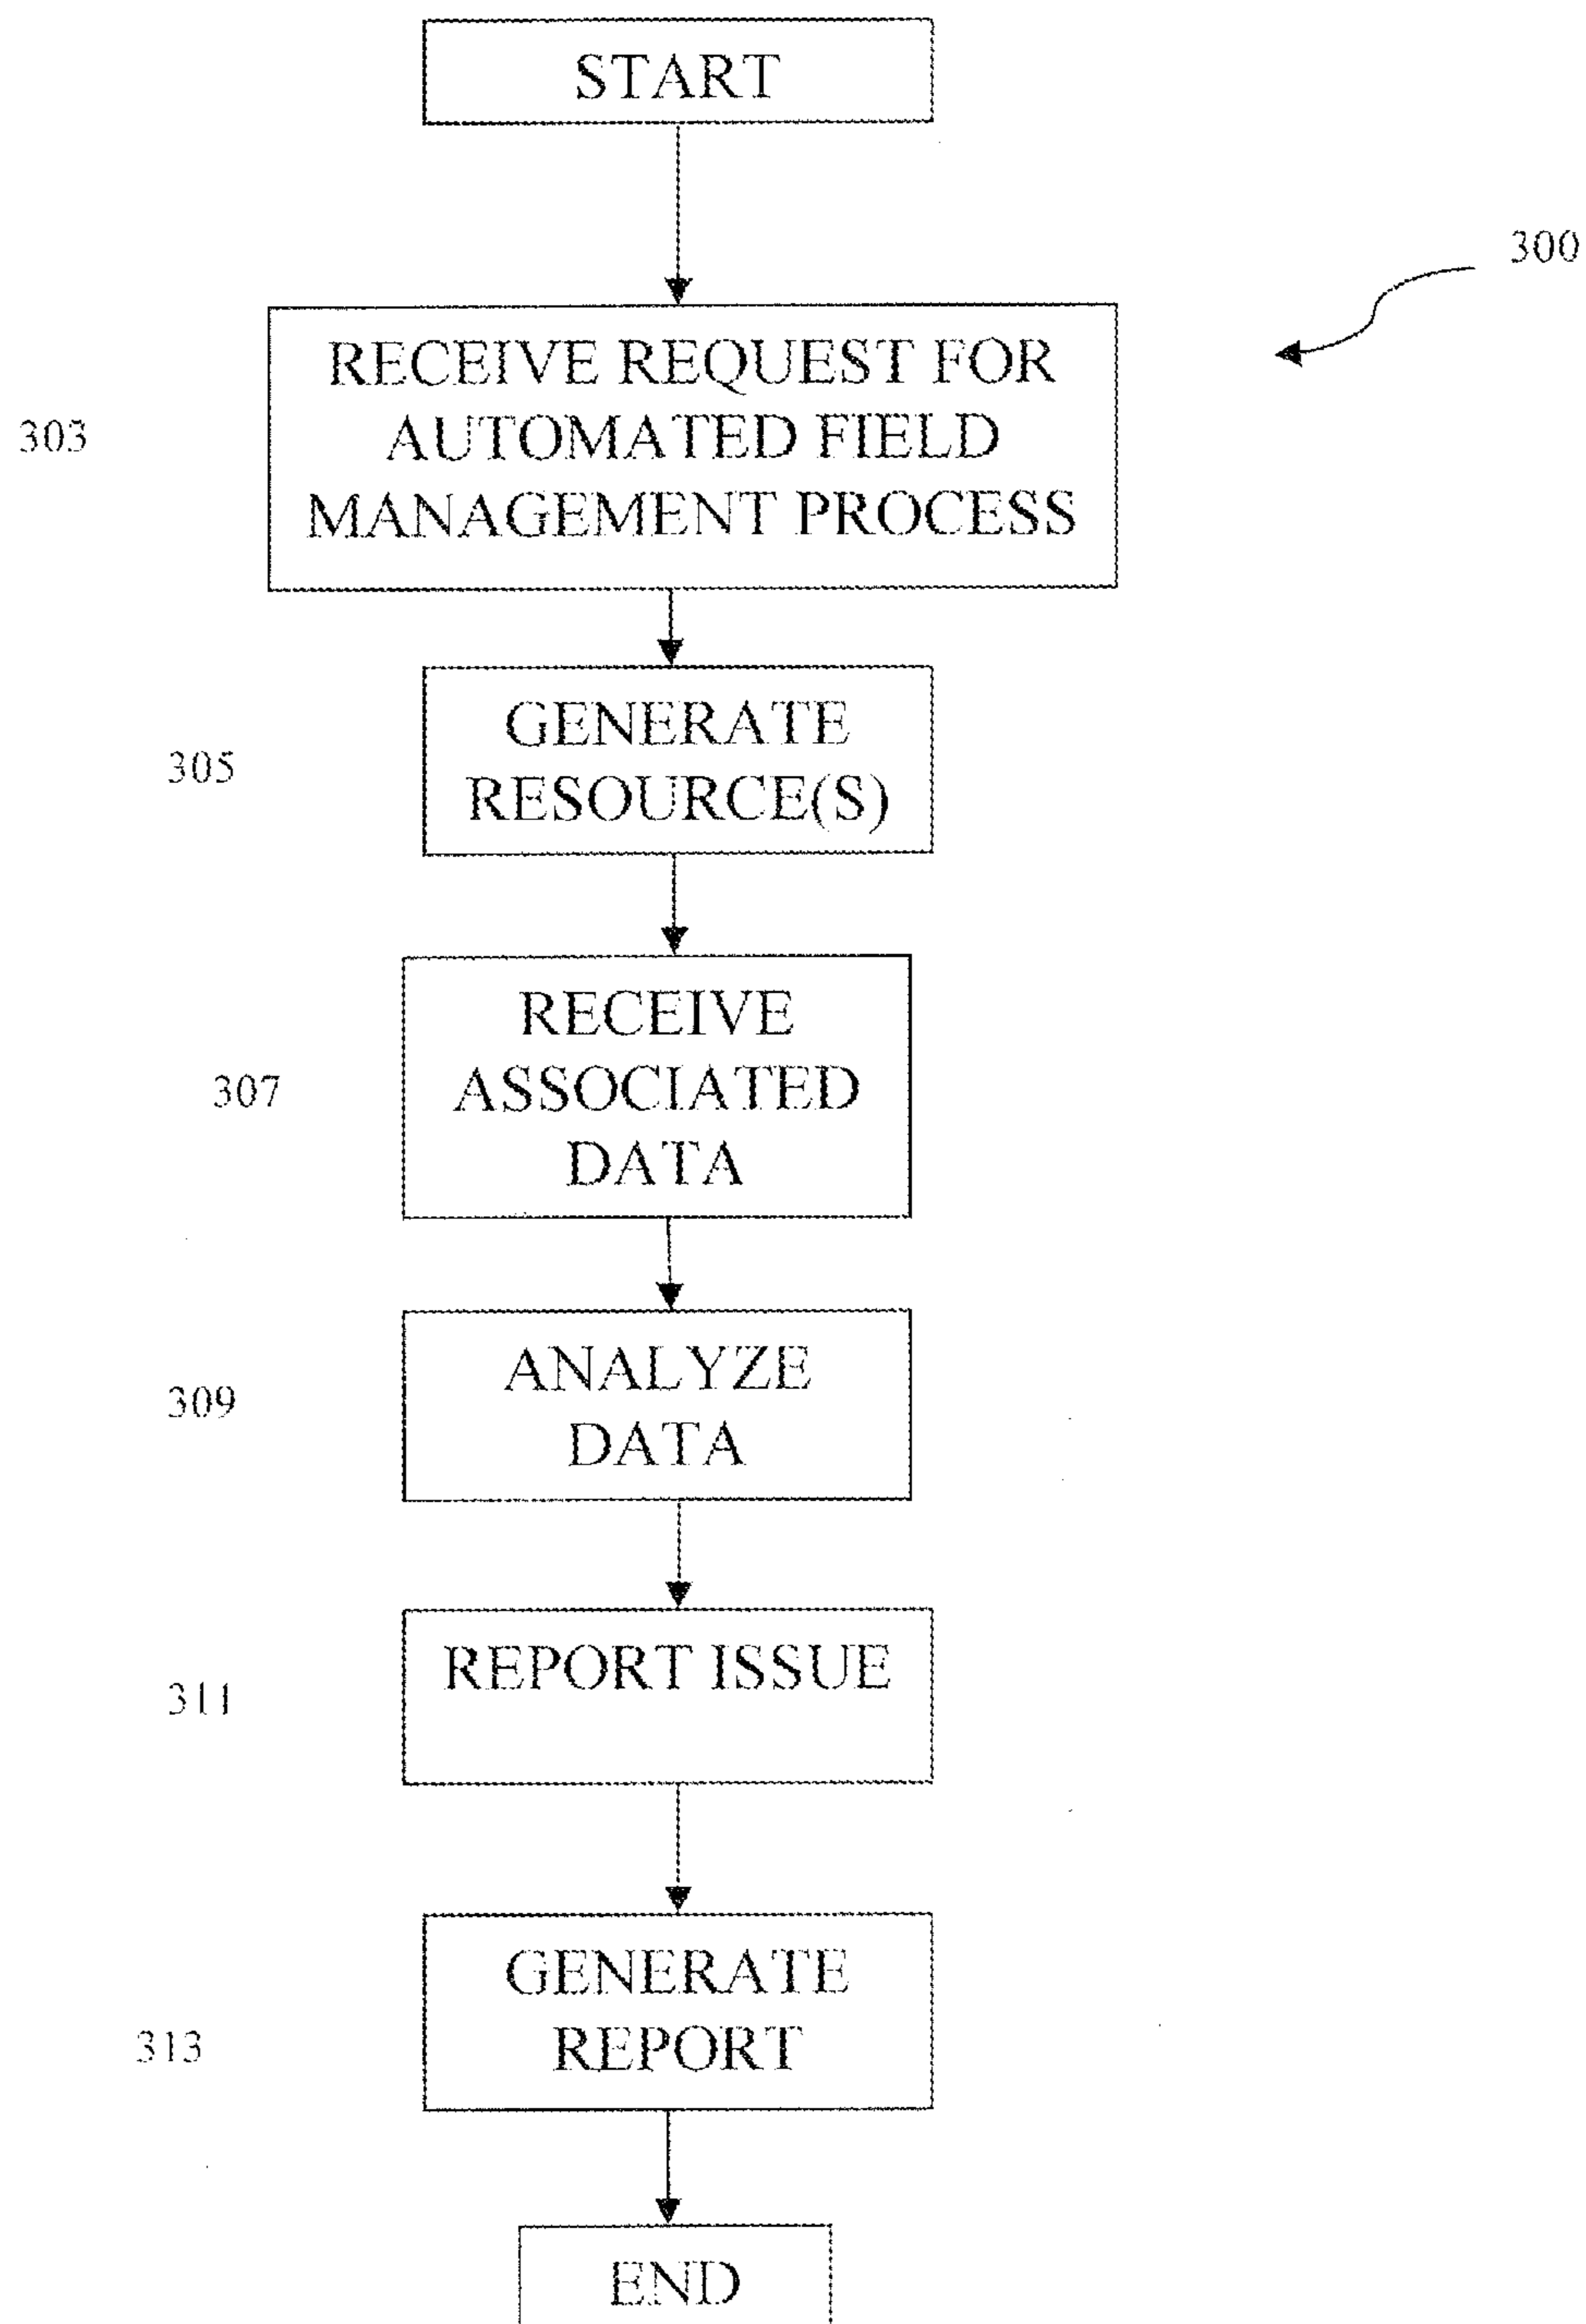 START
300
RECEIVE REQUEST FOR
AUTOMATED FIELD
MANAGEMENT PROCESS
303
GENERATE
RESOURCE(S)
305
RECEIVE
ASSOCIATED
DATA
307
ANALYZE
DATA
309
REPORT ISSUE
311
GENERATE
REPORT
313
END